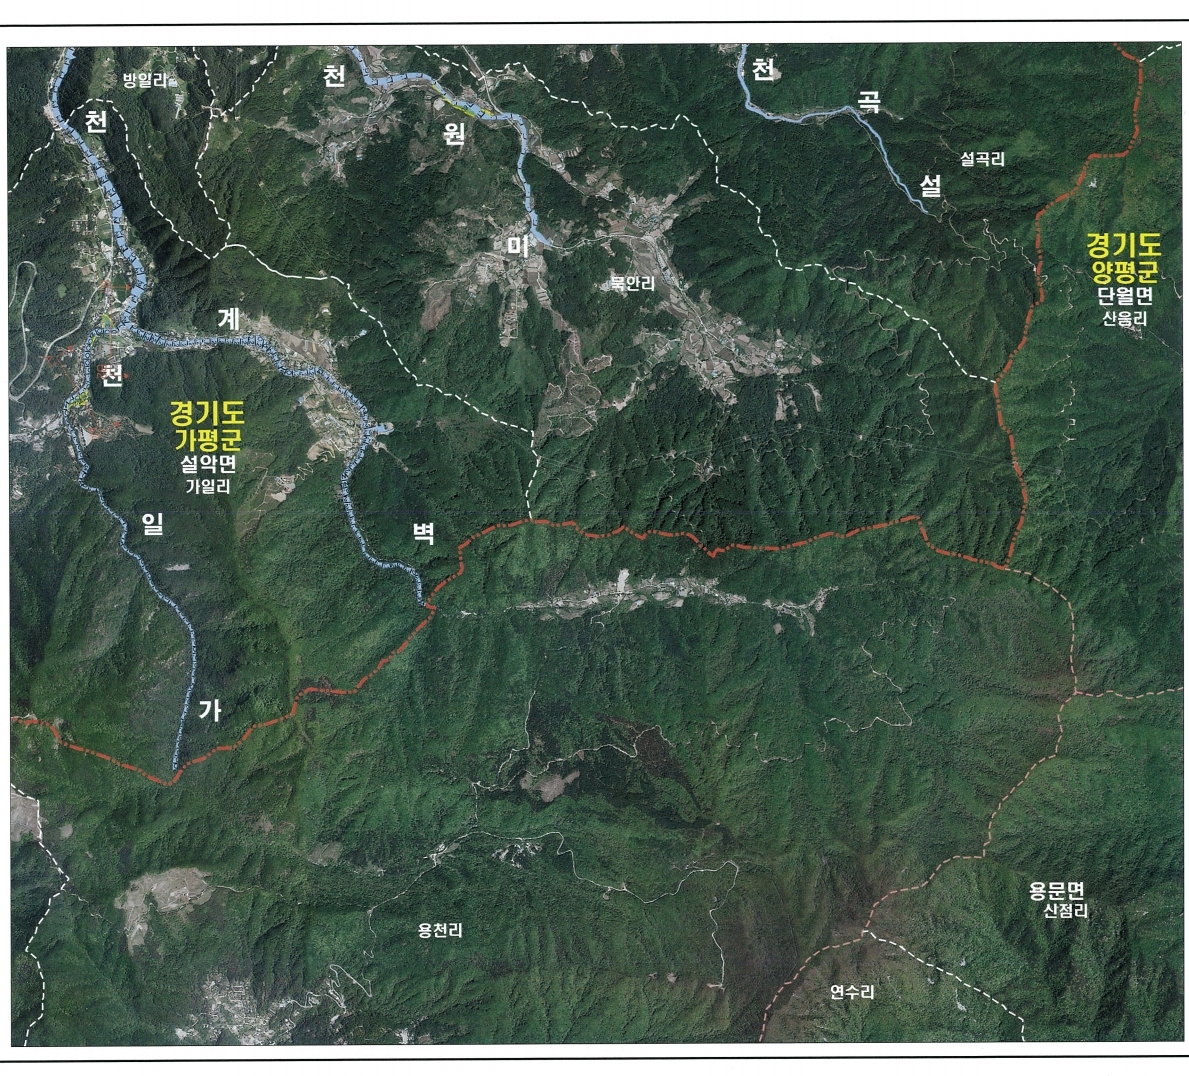 방일리
천
천
원
미
천
곡
설
설곡리
묵안리
경기도
양평군
단월면
산음리
계
천
경기도
가평군
설악면
가일리
일
벽
가
용문면
산점리
용천리
연수리